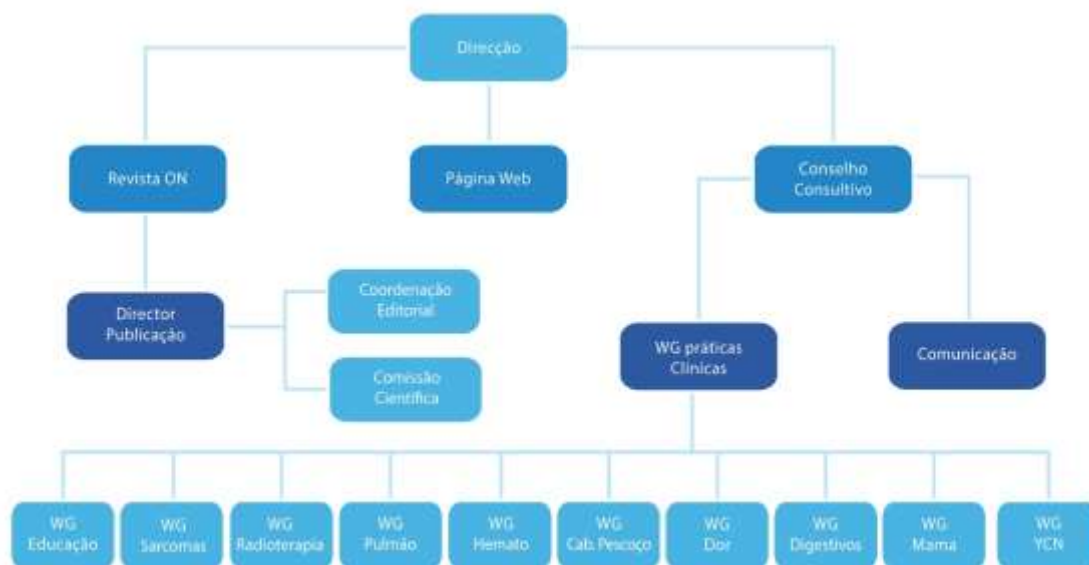 Direcção
Revista ON
Página Web
Conselho
Consultivo
Director
Publicação
Coordenação
Editorial
Comissão
Científica
WG práticas
Clínicas
Comunicação
WG
Educação
WG
Sarcomas
WG
Radioterapia
WG
Pulmão
WG
Hemato
WG
Cab. Pescoço
WG
Dor
WG
Digestivos
WG
Mama
WG
YCN